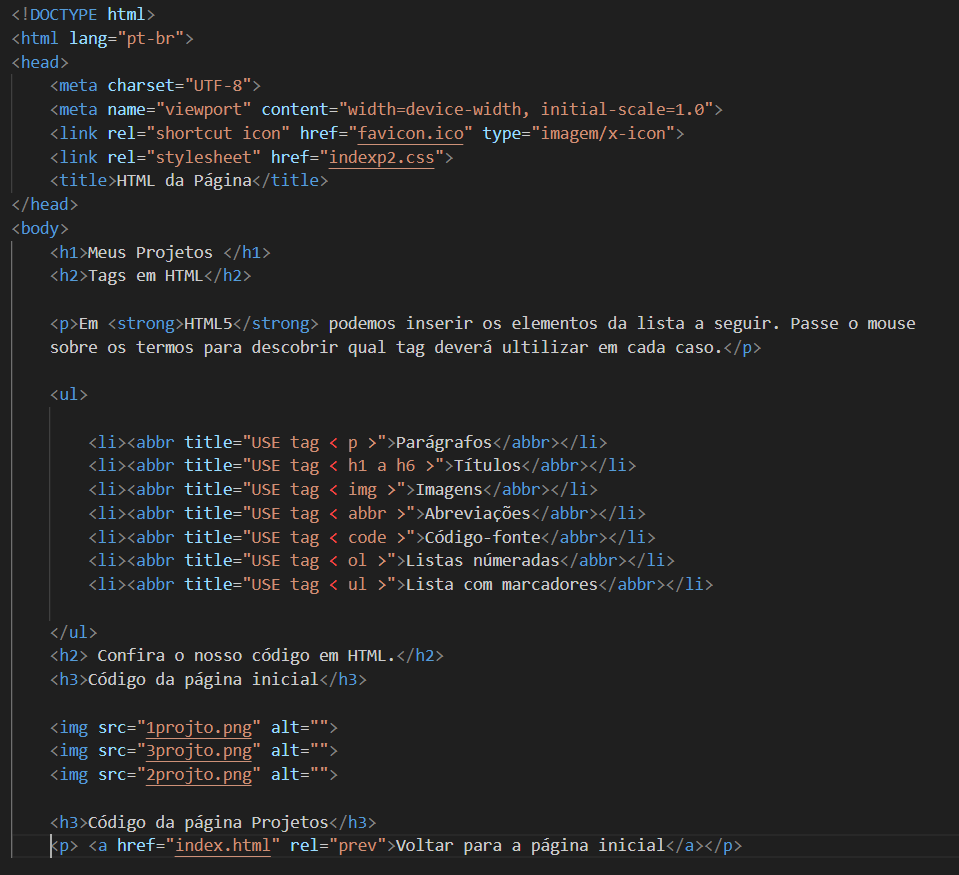 <!DOCTYPE html>
<html lang="pt-br">
<head>
    <meta charset="UTF-8">
    <meta name="viewport" content="width=device-width, initial-scale=1.0">
    <link rel="shortcut icon" href="favicon.ico" type="imagem/x-icon">
    <link rel="stylesheet" href="indexp2.css">
    <title>HTML da Página</title>
</head>
<body>
    <h1>Meus Projetos </h1>
    <h2>Tags em HTML</h2>

    <p>Em <strong>HTML5</strong> podemos inserir os elementos da lista a seguir. Passe o mouse
    sobre os termos para descobrir qual tag deverá ultilizar em cada caso.</p>

    <ul>

        <li><abbr title="USE tag < p >">Parágrafos</abbr></li>
        <li><abbr title="USE tag < h1 a h6 >">Títulos</abbr></li>
        <li><abbr title="USE tag < img >">Imagens</abbr></li>
        <li><abbr title="USE tag < abbr >">Abreviações</abbr></li>
        <li><abbr title="USE tag < code >">Código-fonte</abbr></li>
        <li><abbr title="USE tag < ol >">Listas númeradas</abbr></li>
        <li><abbr title="USE tag < ul >">Lista com marcadores</abbr></li>

    </ul>
    <h2> Confira o nosso código em HTML.</h2>
    <h3>Código da página inicial</h3>

    <img src="1projto.png" alt="">
    <img src="3projto.png" alt="">
    <img src="2projto.png" alt="">

    <h3>Código da página Projetos</h3>
    <p> <a href="index.html" rel="prev">Voltar para a página inicial</a></p>